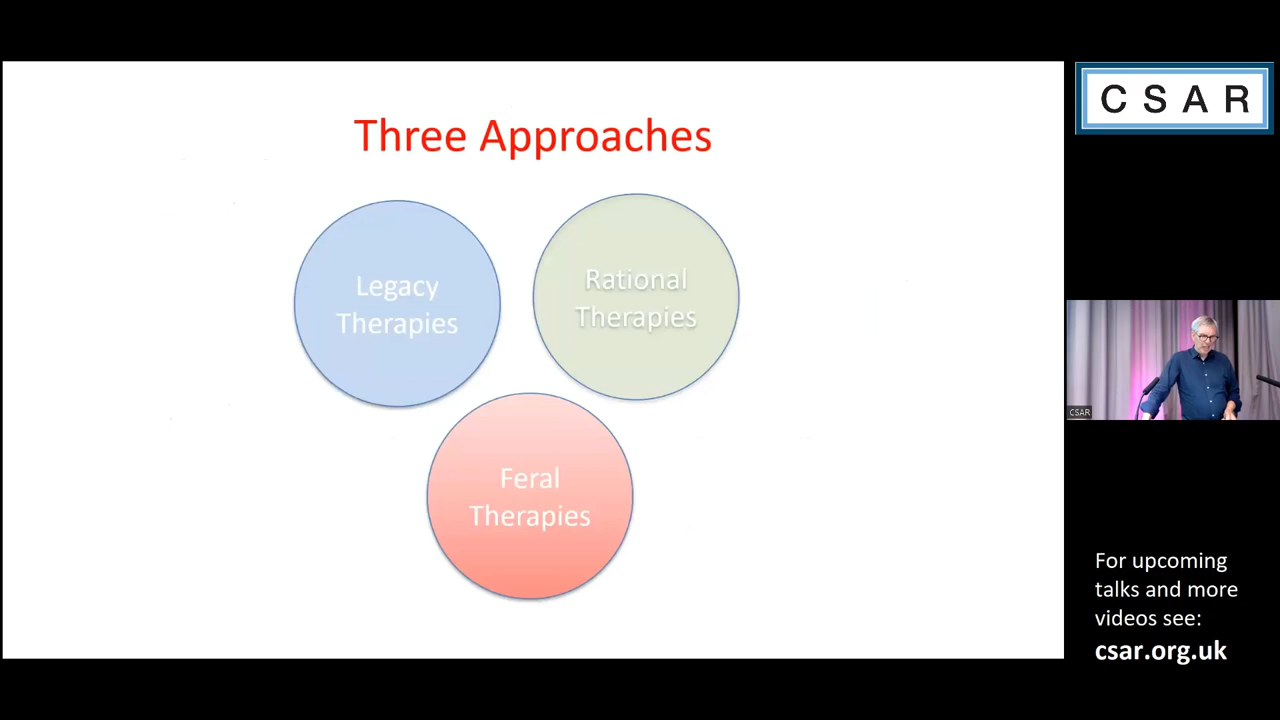 Three Approaches
Legacy
Therapies
Rational
Therapies
Feral
Therapies
CSAR
CSAR
For upcoming
talks and more
videos see:
csar.org.uk